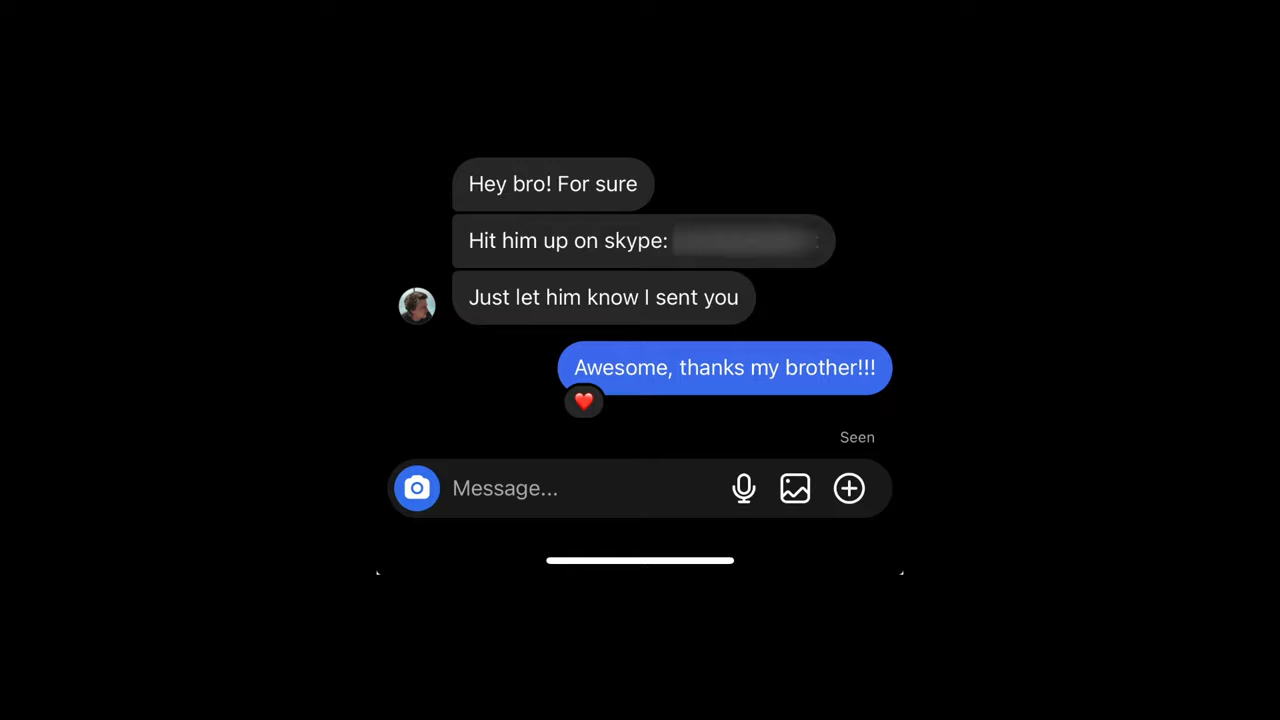 Hey bro! For sure
Hit him up on skype:
Just let him know I sent you
Awesome, thanks my brother!!!
Seen
Message...